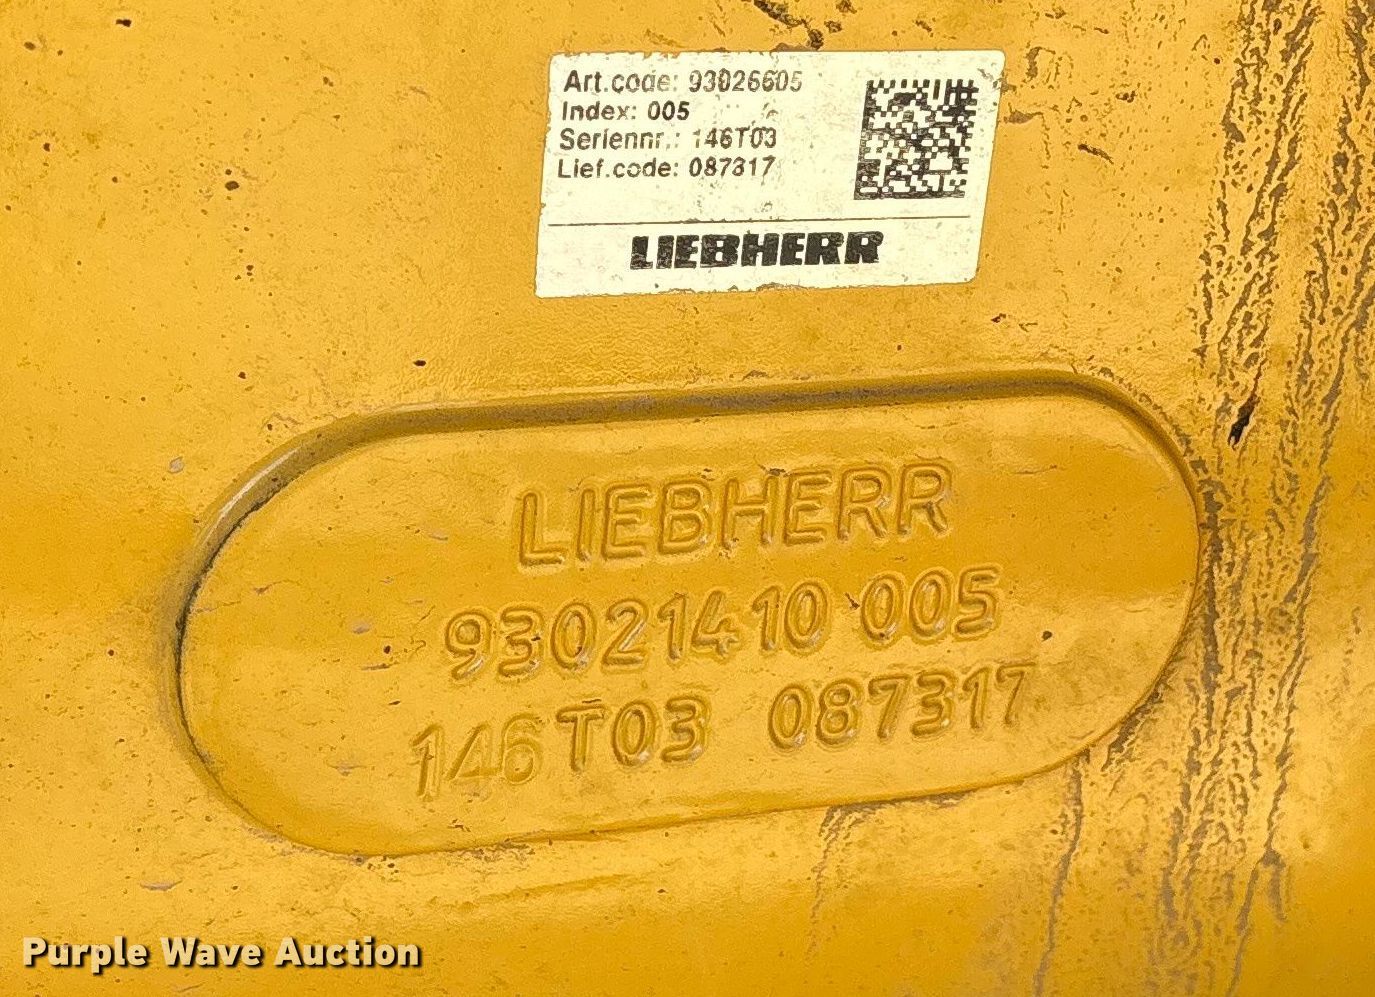 Art.code: 93026605
Index: 005
Seriennr.: 146T03
Lief.code: 087317
LIEBHERR
LIEBHERR
93021410 005
146T03 087317
Purple Wave Auction